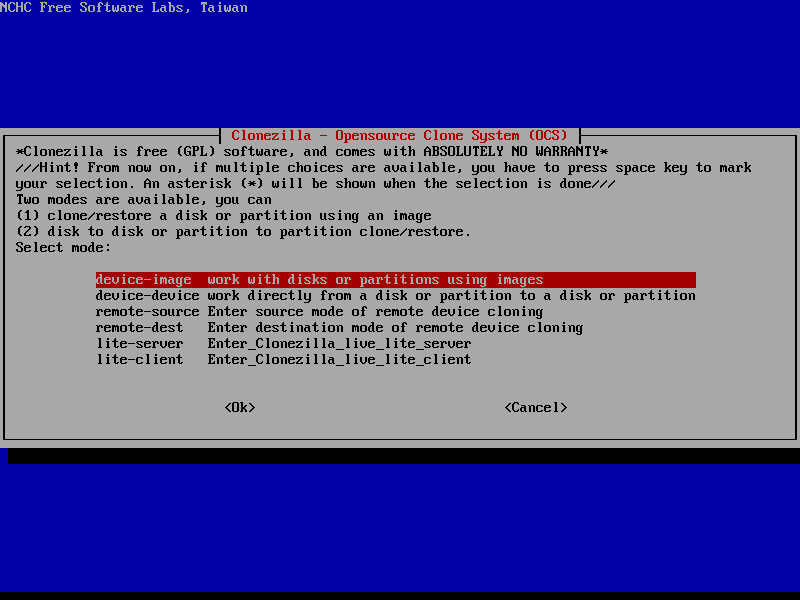 NCHC Free Software Labs, Taiwan
Clonezilla - Opensource Clone System (OCS)
*Clonezilla is free (GPL) software, and comes with ABSOLUTELY NO WARRANTY*
///Hint! From now on, if multiple choices are available, you have to press space key to mark
your selection. An asterisk (*) will be shown when the selection is done///
Two modes are available, you can
(1) clone/restore a disk or partition using an image
(2) disk to disk or partition to partition clone/restore.
Select mode:
device-image work with disks or partitions using images
device-device work directly from a disk or partition to a disk or partition
remote-source Enter source mode of remote device cloning
remote-dest Enter destination mode of remote device cloning
lite-server Enter_Clonezilla_live_lite_server
lite-client Enter_Clonezilla_live_lite_client
<Ok> <Cancel>